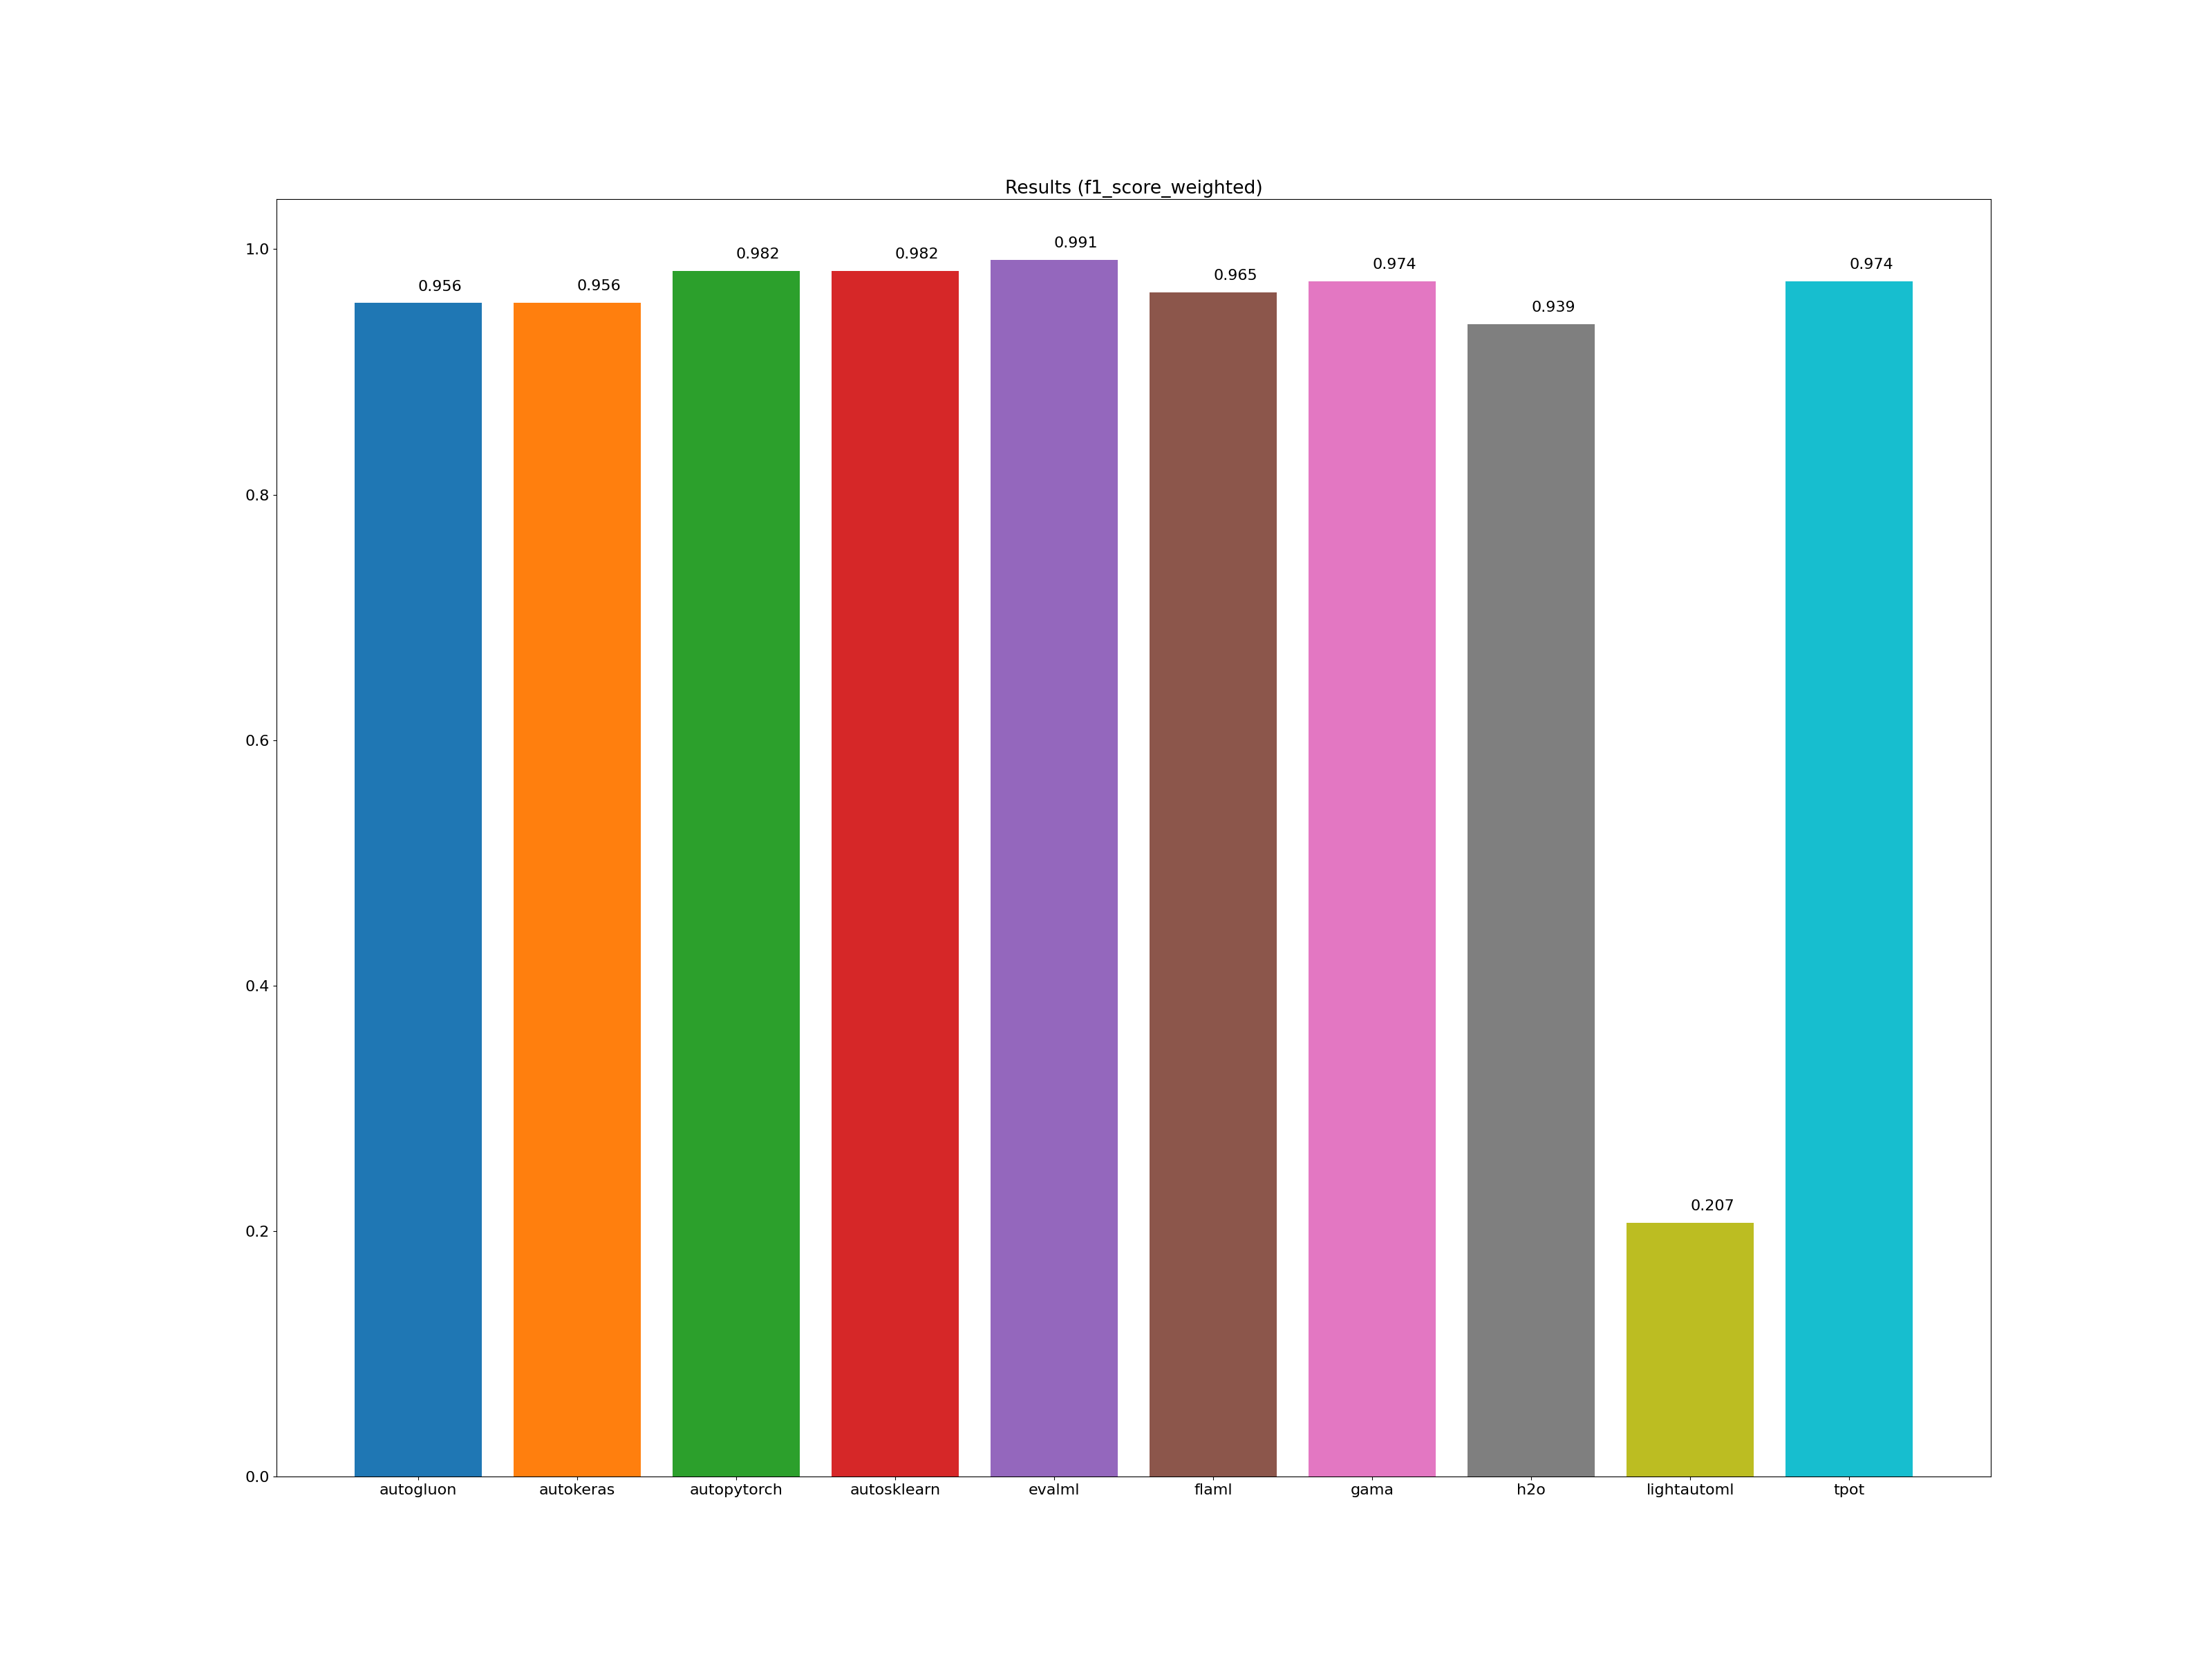 Results (f1_score_weighted)
1.0
0.8
0.6
0.4
0.2
0.0
0.956
0.956
0.982
0.982
0.991
0.965
0.974
0.939
0.207
0.974
autogluon
autokeras
autopytorch
autosklearn
evalml
flaml
gama
h2o
lightautoml
tpot